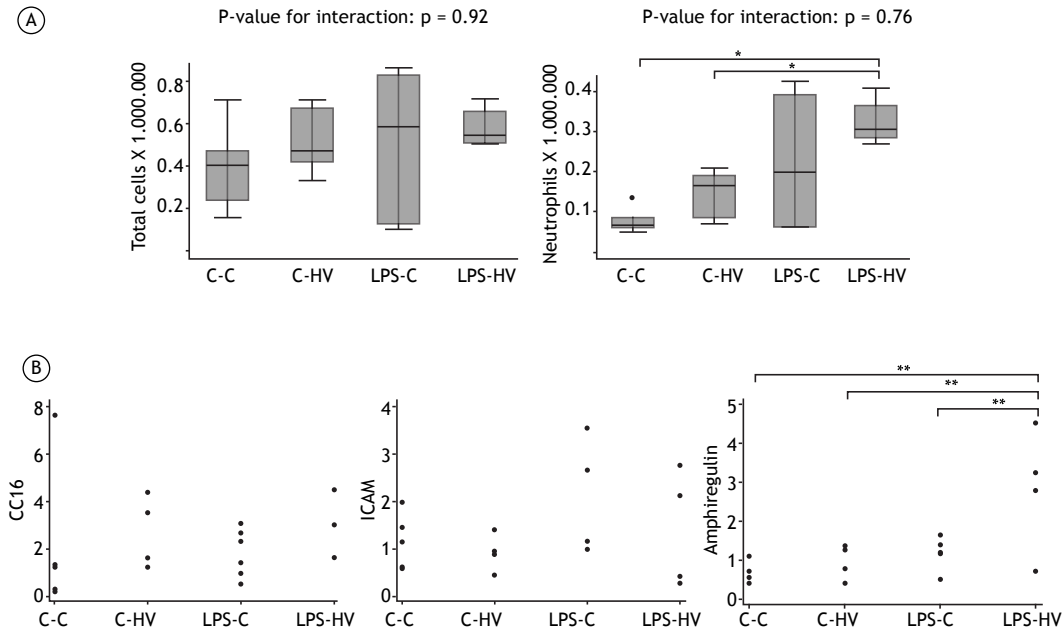 A
P-value for interaction: p = 0.92
Total cells X 1.000.000
0.8
0.6
0.4
0.2
C-C C-HV LPS-C LPS-HV
P-value for interaction: p = 0.76
Neutrophils X 1.000.000
0.4
0.3
0.2
0.1
*
*
C-C C-HV LPS-C LPS-HV
B
CC16
8
6
4
2
0
C-C C-HV LPS-C LPS-HV
ICAM
4
3
2
1
0
C-C C-HV LPS-C LPS-HV
Amphiregulin
5
4
3
2
1
0
**
**
**
C-C C-HV LPS-C LPS-HV